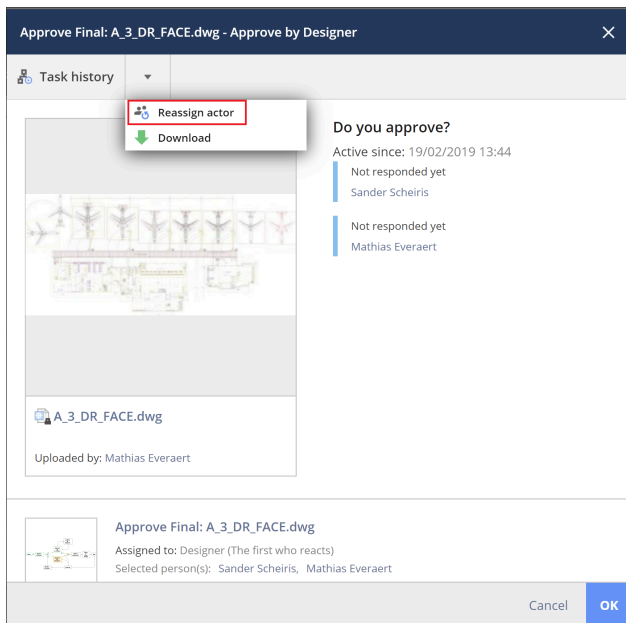 Approve Final: A_3_DR_FACE.dwg - Approve by Designer
Task history
Reassign actor
Download
Do you approve?
Active since: 19/02/2019 13:44
Not responded yet
Sander Scheiris
Not responded yet
Mathias Everaert
A_3_DR_FACE.dwg
Uploaded by: Mathias Everaert
Approve Final: A_3_DR_FACE.dwg
Assigned to: Designer (The first who reacts)
Selected person(s): Sander Scheiris, Mathias Everaert
Cancel
OK